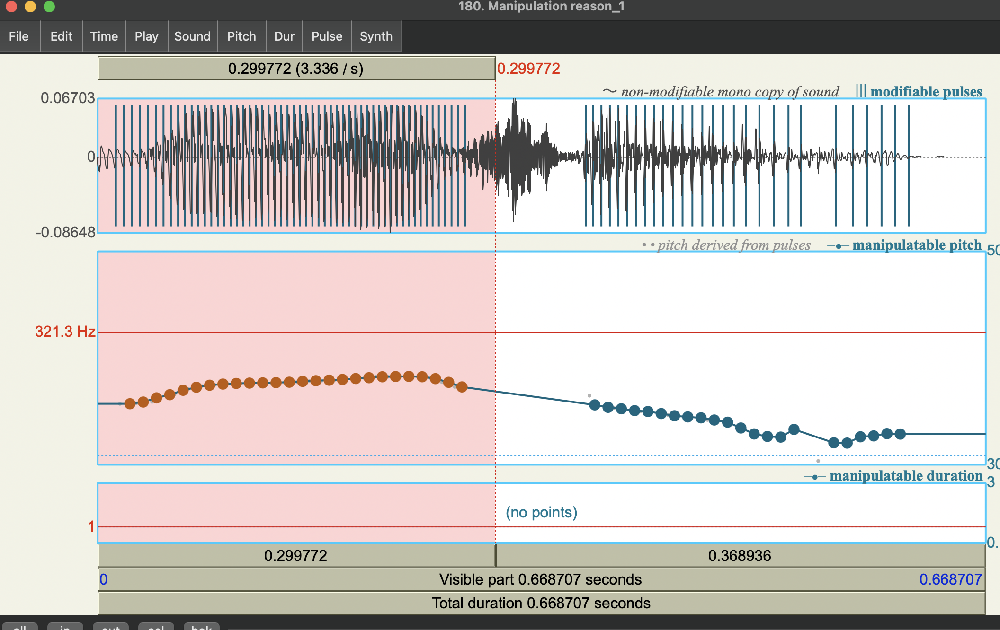 180. Manipulation reason_1
File Edit Time Play Sound Pitch Dur Pulse Synth
0.299772 (3.336 / s) 0.299772
non-modifiable mono copy of sound modifiable pulses
0.06703
0
-0.08648
pitch derived from pulses manipulatable pitch
50
321.3 Hz
30
manipulatable duration
3
(no points)
1
0.
0.299772 0.368936
0 Visible part 0.668707 seconds 0.668707
Total duration 0.668707 seconds
all in out sel bak